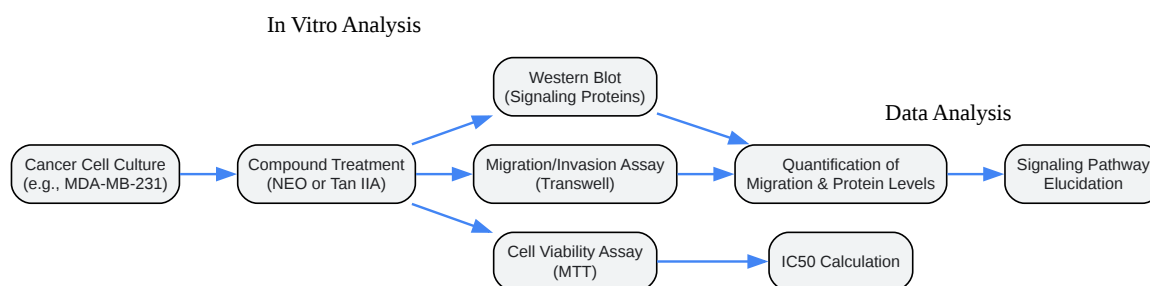 In Vitro Analysis
Western Blot
(Signaling Proteins)
Data Analysis
Cancer Cell Culture
(e.g., MDA-MB-231)
Compound Treatment
(NEO or Tan IIA)
Migration/Invasion Assay
(Transwell)
Quantification of
Migration & Protein Levels
Signaling Pathway
Elucidation
Cell Viability Assay
(MTT)
IC50 Calculation